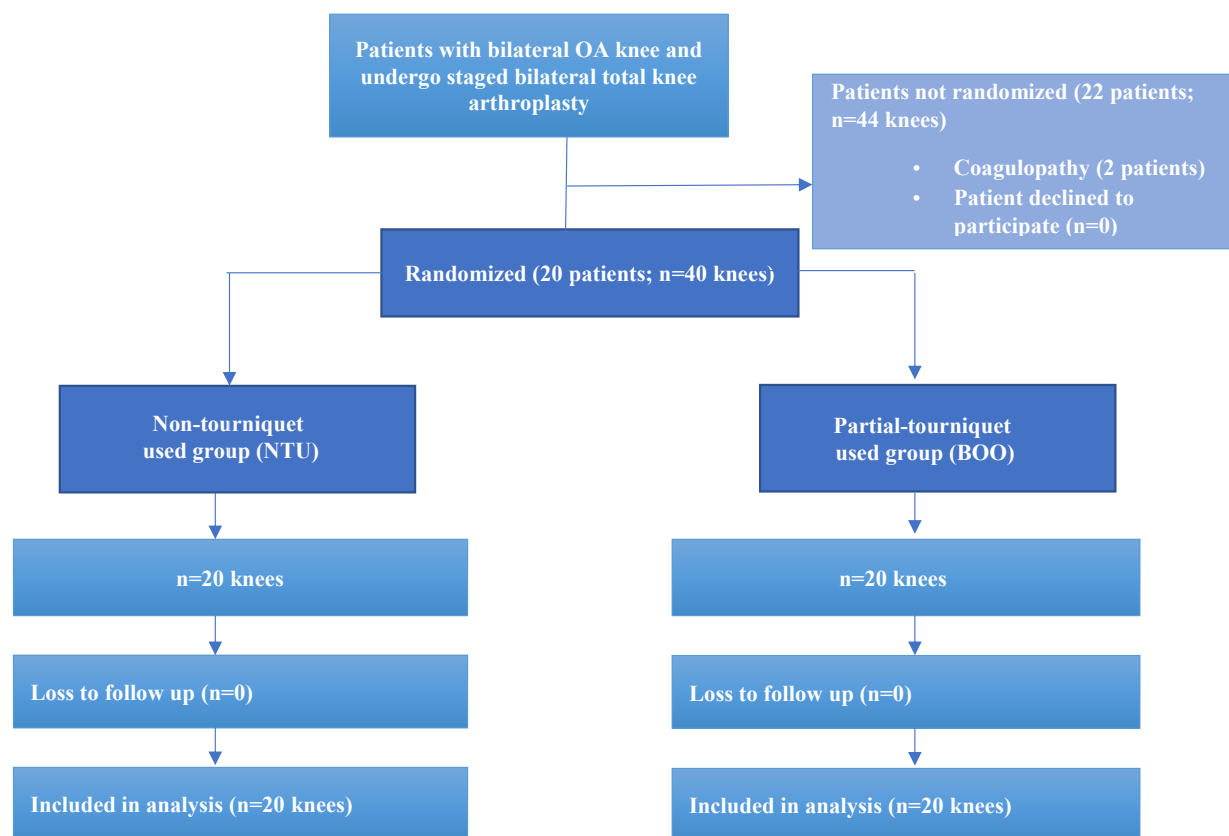 Patients with bilateral OA knee and
undergo staged bilateral total knee
arthroplasty
Patients not randomized (22 patients;
n=44 knees)
• Coagulopathy (2 patients)
• Patient declined to
participate (n=0)
Randomized (20 patients; n=40 knees)
Non-tourniquet
used group (NTU)
Partial-tourniquet
used group (BOO)
n=20 knees
n=20 knees
Loss to follow up (n=0)
Loss to follow up (n=0)
Included in analysis (n=20 knees)
Included in analysis (n=20 knees)